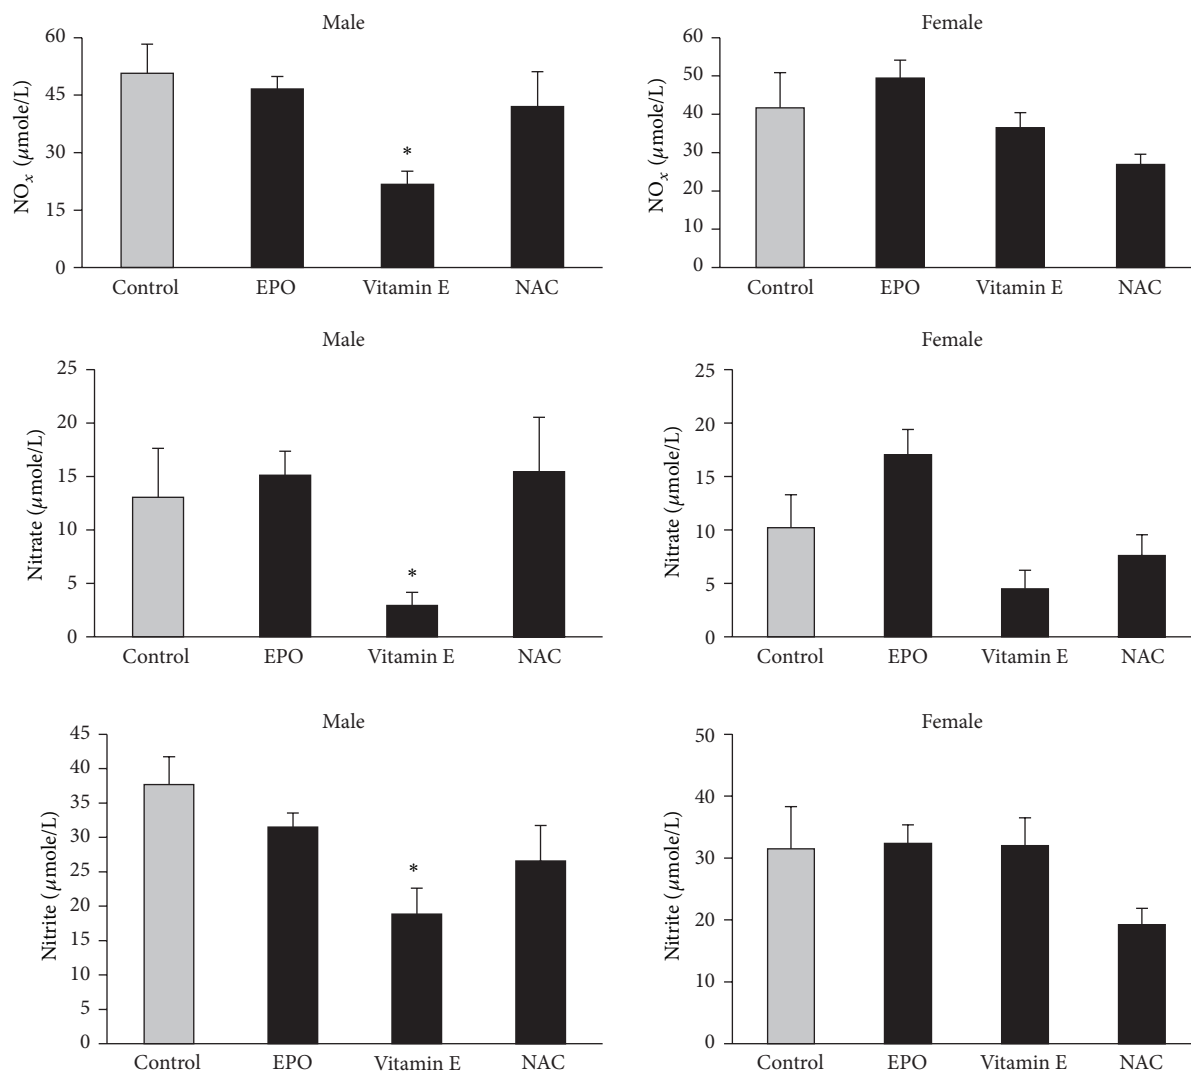 Male
60
45
30
15
0
NOx (μmole/L)
*
Control EPO Vitamin E NAC
Female
60
50
40
30
20
10
0
NOx (μmole/L)
Control EPO Vitamin E NAC
Male
25
20
15
10
5
0
Nitrate (μmole/L)
*
Control EPO Vitamin E NAC
Female
25
20
15
10
5
0
Nitrate (μmole/L)
Control EPO Vitamin E NAC
Male
45
40
35
30
25
20
15
10
5
0
Nitrite (μmole/L)
*
Control EPO Vitamin E NAC
Female
50
40
30
20
10
0
Nitrite (μmole/L)
Control EPO Vitamin E NAC